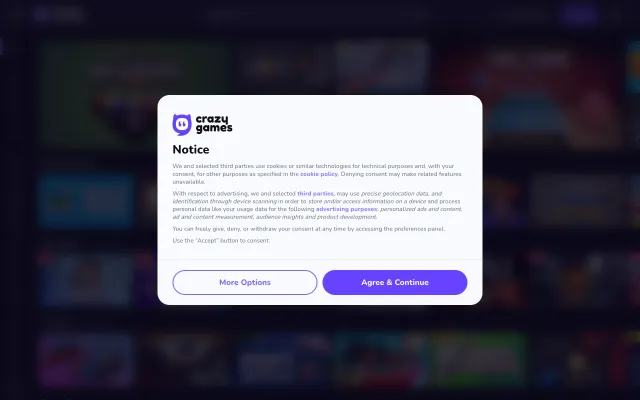 crazy
games
Notice
We and selected third parties use cookies or similar technologies for technical purposes and, with your
consent, for other purposes as specified in the cookie policy. Denying consent may make related features
unavailable.
With respect to advertising, we and selected third parties, may use precise geolocation data, and
identification through device scanning in order to store and/or access information on a device and process
personal data like your usage data for the following advertising purposes: personalized ads and content,
ad and content measurement, audience insights and product development.
You can freely give, deny, or withdraw your consent at any time by accessing the preferences panel.
Use the "Accept" button to consent.
More Options
Agree & Continue